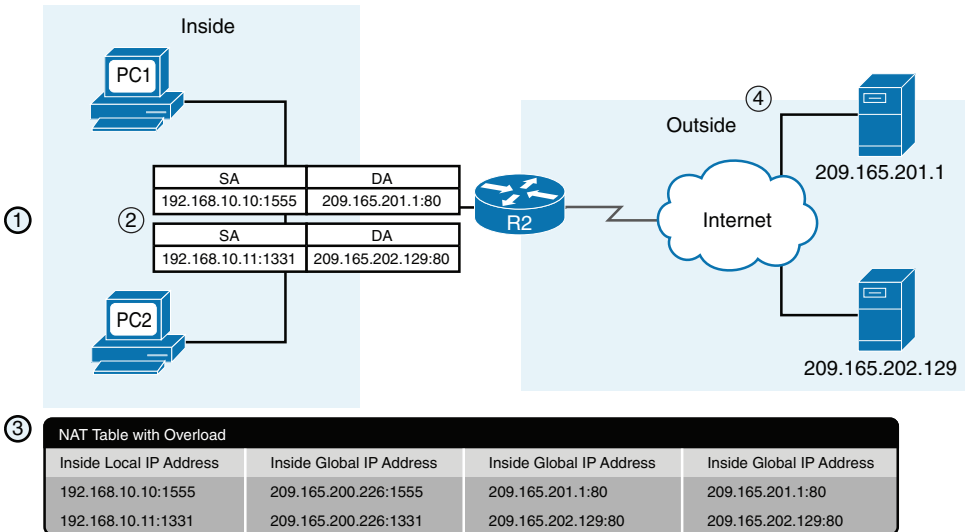 Inside
PC1
④
Outside
SA DA
192.168.10.10:1555 209.165.201.1:80
209.165.201.1
①
②
R2
Internet
SA DA
192.168.10.11:1331 209.165.202.129:80
PC2
209.165.202.129
③
NAT Table with Overload
Inside Local IP Address Inside Global IP Address Inside Global IP Address Inside Global IP Address
192.168.10.10:1555 209.165.200.226:1555 209.165.201.1:80 209.165.201.1:80
192.168.10.11:1331 209.165.200.226:1331 209.165.202.129:80 209.165.202.129:80